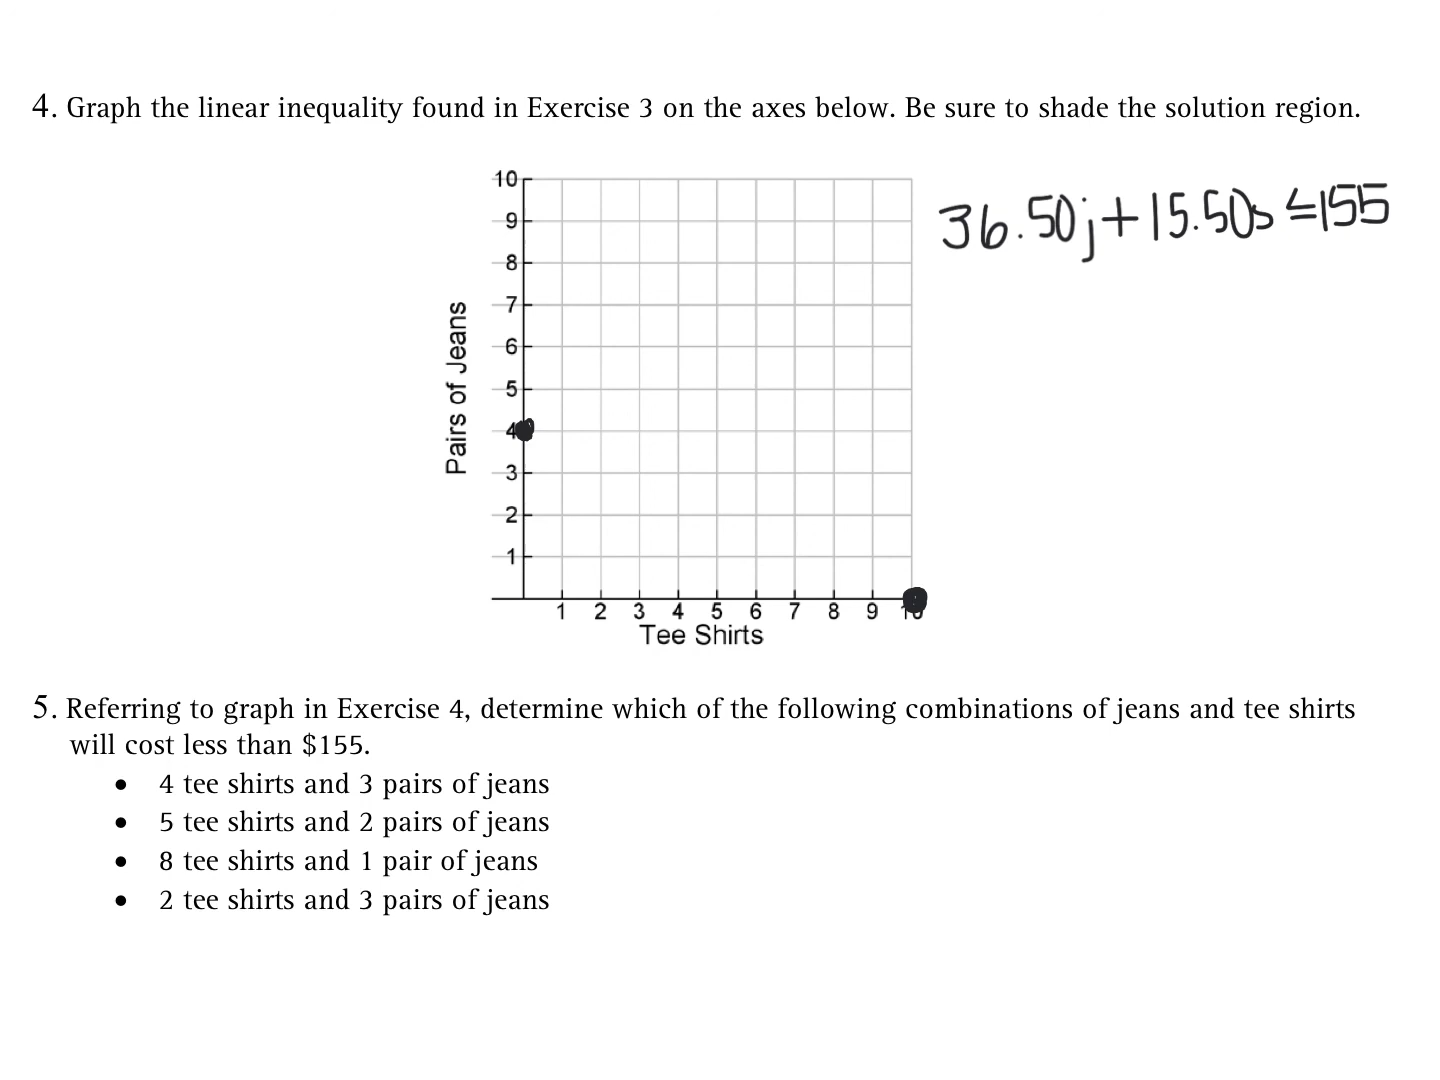 4. Graph the linear inequality found in Exercise 3 on the axes below. Be sure to shade the solution region.
36.50j+15.50s≤155
Pairs of Jeans
10
9
8
7
6
5
4
3
2
1
1 2 3 4 5 6 7 8 9 10
Tee Shirts
5. Referring to graph in Exercise 4, determine which of the following combinations of jeans and tee shirts
will cost less than $155.
• 4 tee shirts and 3 pairs of jeans
• 5 tee shirts and 2 pairs of jeans
• 8 tee shirts and 1 pair of jeans
• 2 tee shirts and 3 pairs of jeans